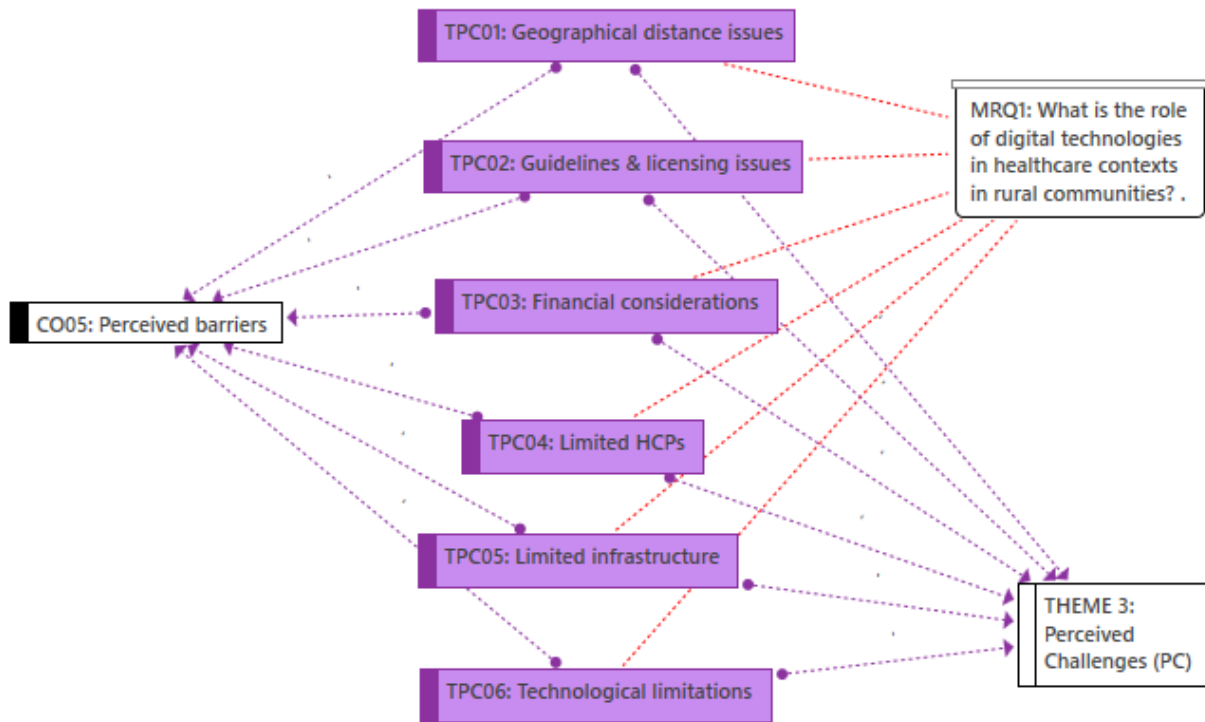 TPC01: Geographical distance issues
MRQ1: What is the role
of digital technologies
in healthcare contexts
in rural communities? .
TPC02: Guidelines & licensing issues
TPC03: Financial considerations
CO05: Perceived barriers
TPC04: Limited HCPs
TPC05: Limited infrastructure
THEME 3:
Perceived
Challenges (PC)
TPC06: Technological limitations